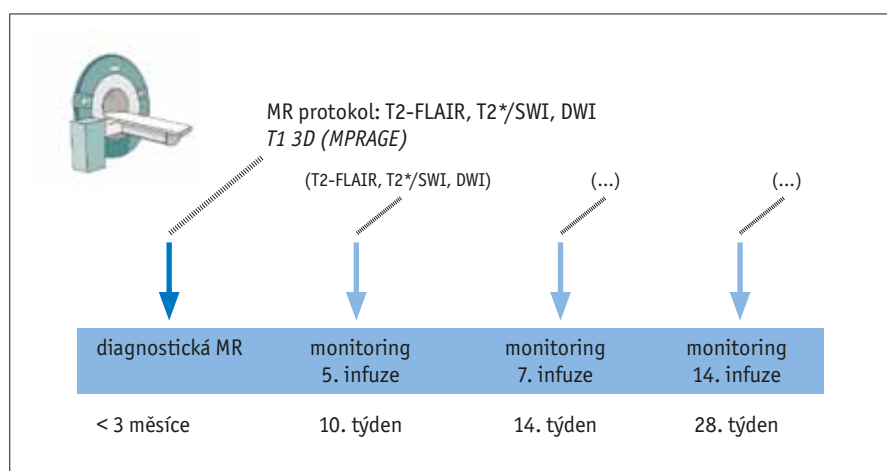 MR protokol: T2-FLAIR, T2*/SWI, DWI
T1 3D (MPRAGE)
(T2-FLAIR, T2*/SWI, DWI)
(...)
(...)
diagnostická MR
monitoring
5. infuze
monitoring
7. infuze
monitoring
14. infuze
< 3 měsíce
10. týden
14. týden
28. týden